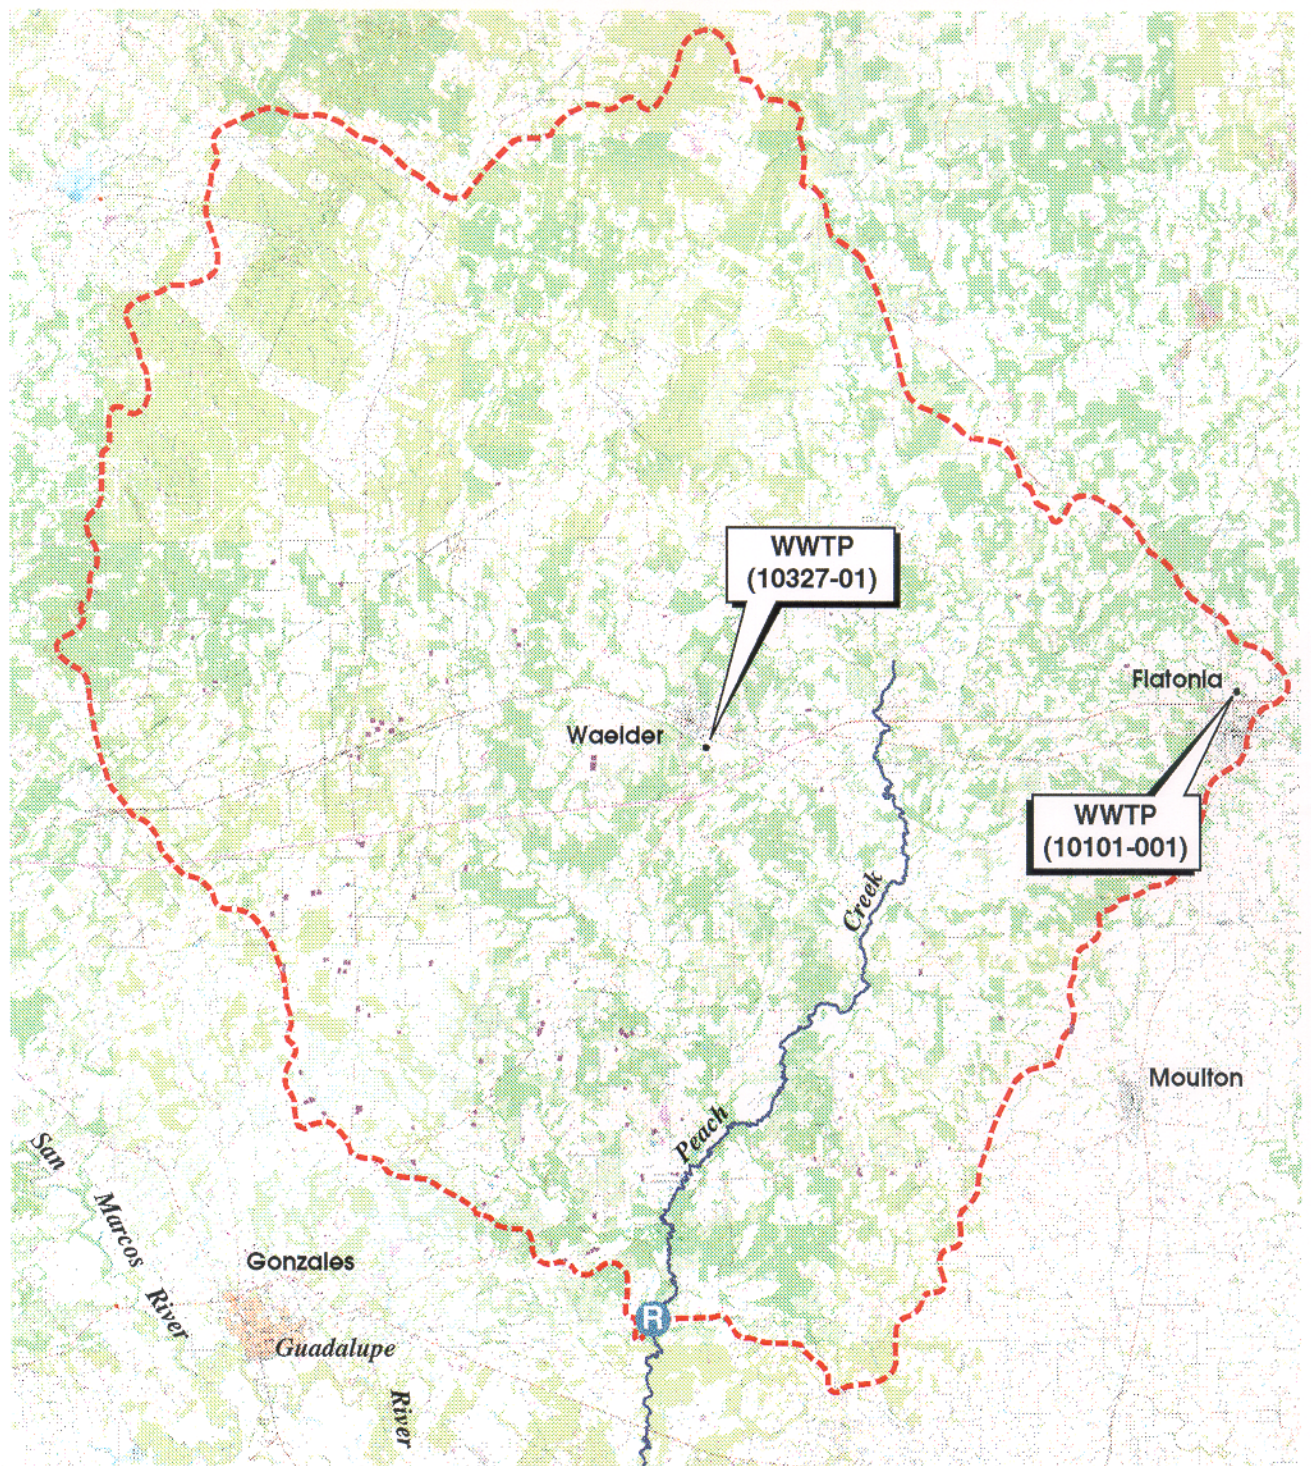 WWTP
(10327-01)
Flatonia
Waelder
WWTP
(10101-001)
Creek
Moulton
Peach
San
Marcos
River
Gonzales
Guadalupe
River
R